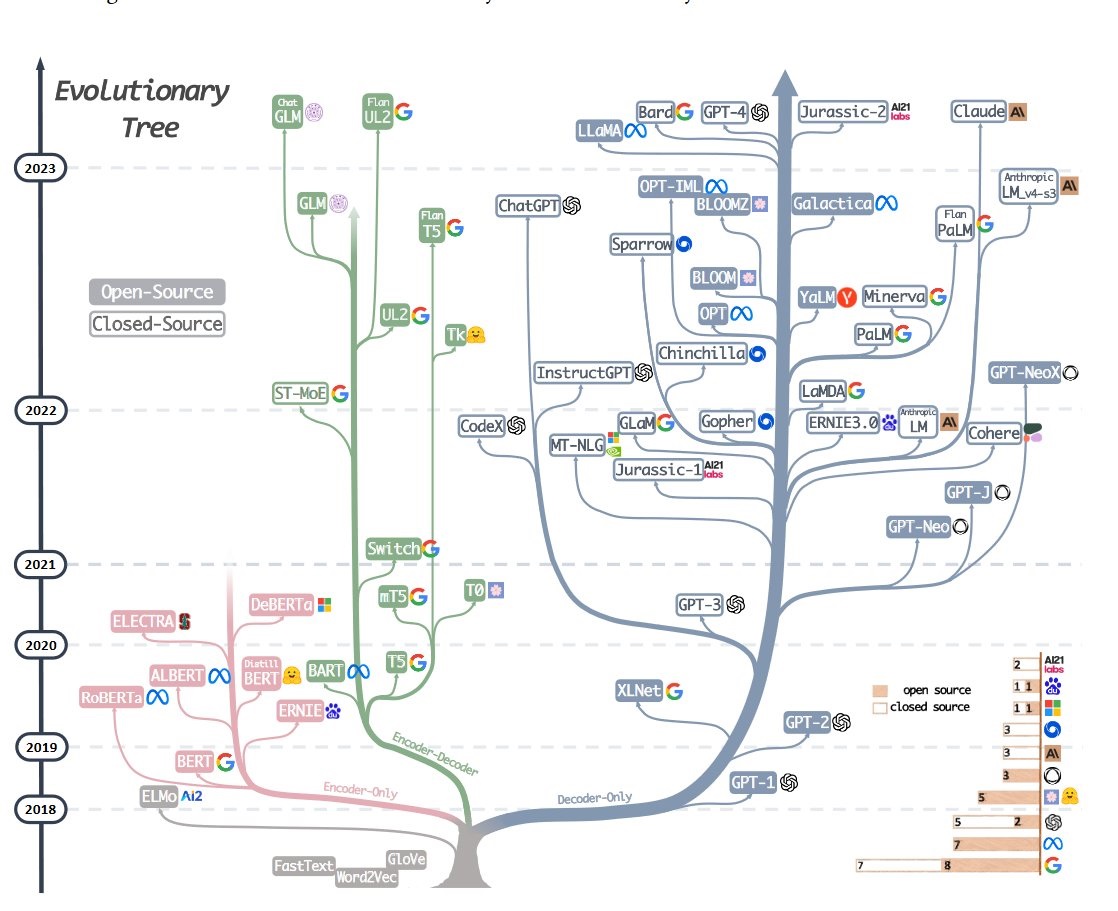 Evolutionary
Tree
2023
2022
2021
2020
2019
2018
Open-Source
Closed-Source
Chat
GLM
Flan
UL2
GLM
Flan
T5
UL2
Tk
ST-MoE
Switch
mT5
T0
BART
T5
Encoder-Decoder
DeBERTa
ELECTRA
ALBERT
Distill
BERT
RoBERTa
ERNIE
BERT
Encoder-Only
ELMo Ai2
FastText
GloVe
Word2Vec
Bard
GPT-4
Jurassic-2 AI21 labs
Claude A\
LLaMA
OPT-IML
BLOOMZ
Galactica
Anthropic
LM_v4-s3 A\
ChatGPT
Flan
PaLM
Sparrow
BLOOM
YaLM Y
Minerva
OPT
PaLM
Chinchilla
InstructGPT
GPT-NeoX
LaMDA
CodeX
GLaM
Gopher
ERNIE3.0 du
Anthropic
LM A\
Cohere
MT-NLG
Jurassic-1 AI21 labs
GPT-J
GPT-Neo
GPT-3
XLNet
GPT-2
GPT-1
Decoder-Only
open source
closed source
2 AI21 labs
1 1 du
1 1
3
3 A\
3
5
5 2
7
7 8